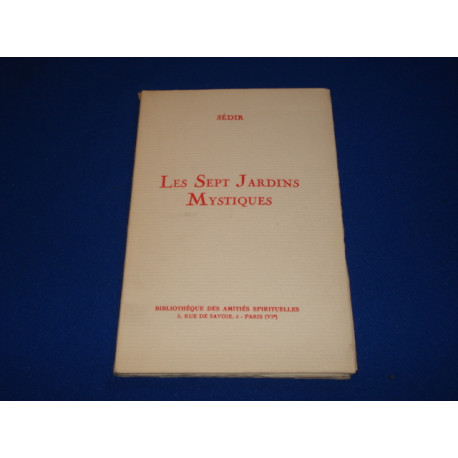 SÉDIR
LES SEPT JARDINS
MYSTIQUES
BIBLIOTHÈQUE DES AMITIÉS SPIRITUELLES
5, RUE DE SAVOIE, 5 - PARIS (VIᵉ)